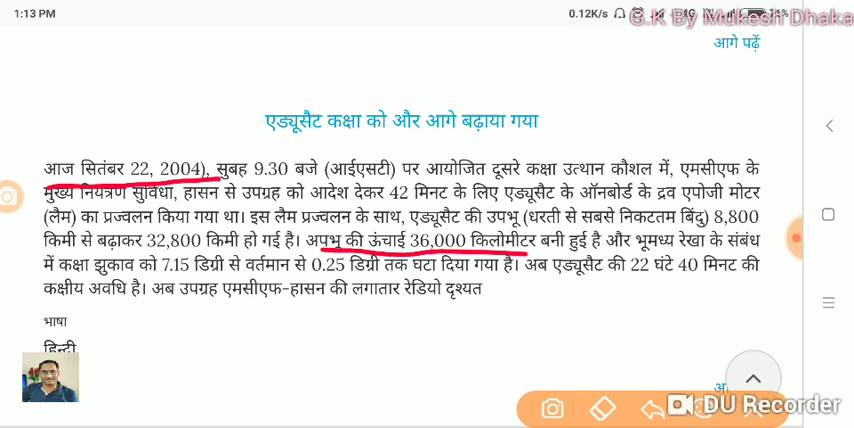 1:13 PM
0.12K/s
4G
71%
G.K By Mukesh Dhaka
आगे पढ़ें
एड्यूसैट कक्षा को और आगे बढ़ाया गया
आज सितंबर 22, 2004), सुबह 9.30 बजे (आईएसटी) पर आयोजित दूसरे कक्षा उत्थान कौशल में, एमसीएफ के
मुख्य नियंत्रण सुविधा, हासन से उपग्रह को आदेश देकर 42 मिनट के लिए एड्यूसैट के ऑनबोर्ड के द्रव एपोजी मोटर
(लैम) का प्रज्वलन किया गया था। इस लैम प्रज्वलन के साथ, एड्यूसैट की उपभू (धरती से सबसे निकटतम बिंदु) 8,800
किमी से बढ़ाकर 32,800 किमी हो गई है। अपभू की ऊंचाई 36,000 किलोमीटर बनी हुई है और भूमध्य रेखा के संबंध
में कक्षा झुकाव को 7.15 डिग्री से वर्तमान से 0.25 डिग्री तक घटा दिया गया है। अब एड्यूसैट की 22 घंटे 40 मिनट की
कक्षीय अवधि है। अब उपग्रह एमसीएफ-हासन की लगातार रेडियो दृश्यत
भाषा
हिन्दी
DU Recorder